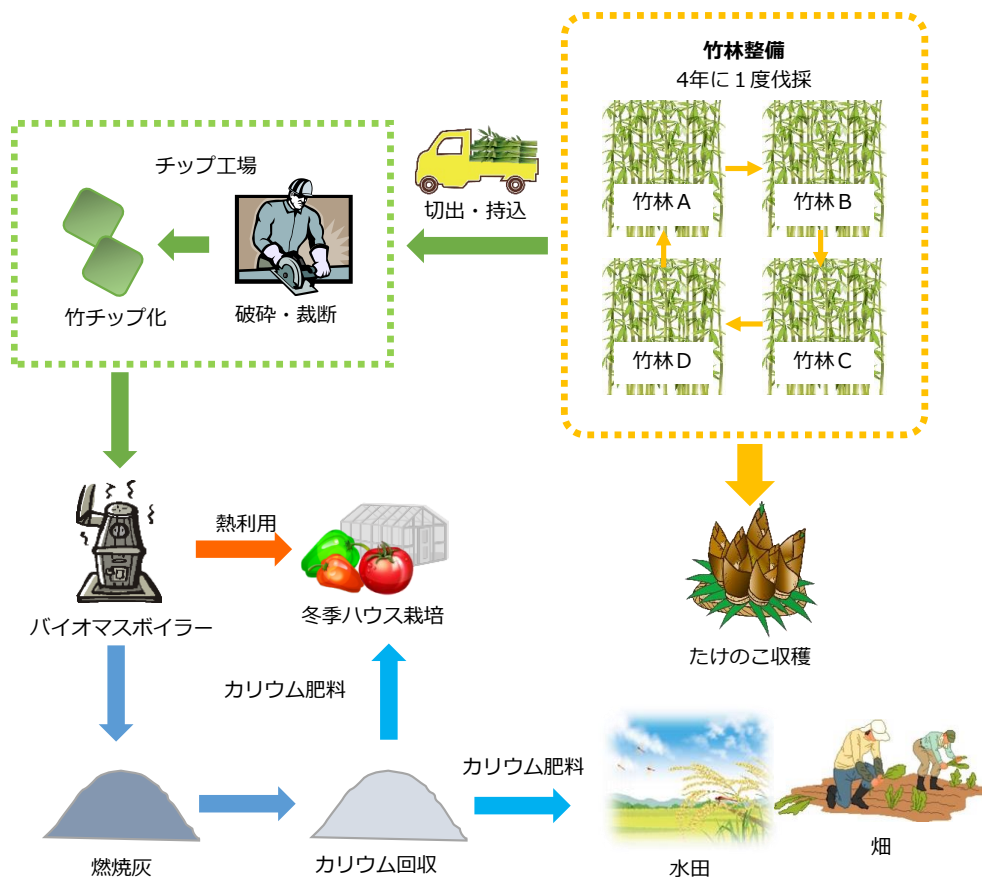 竹林整備
4年に１度伐採
竹林A
竹林B
竹林D
竹林C
切出・持込
チップ工場
竹チップ化
破砕・裁断
熱利用
バイオマスボイラー
冬季ハウス栽培
たけのこ収穫
カリウム肥料
カリウム肥料
燃焼灰
カリウム回収
水田
畑